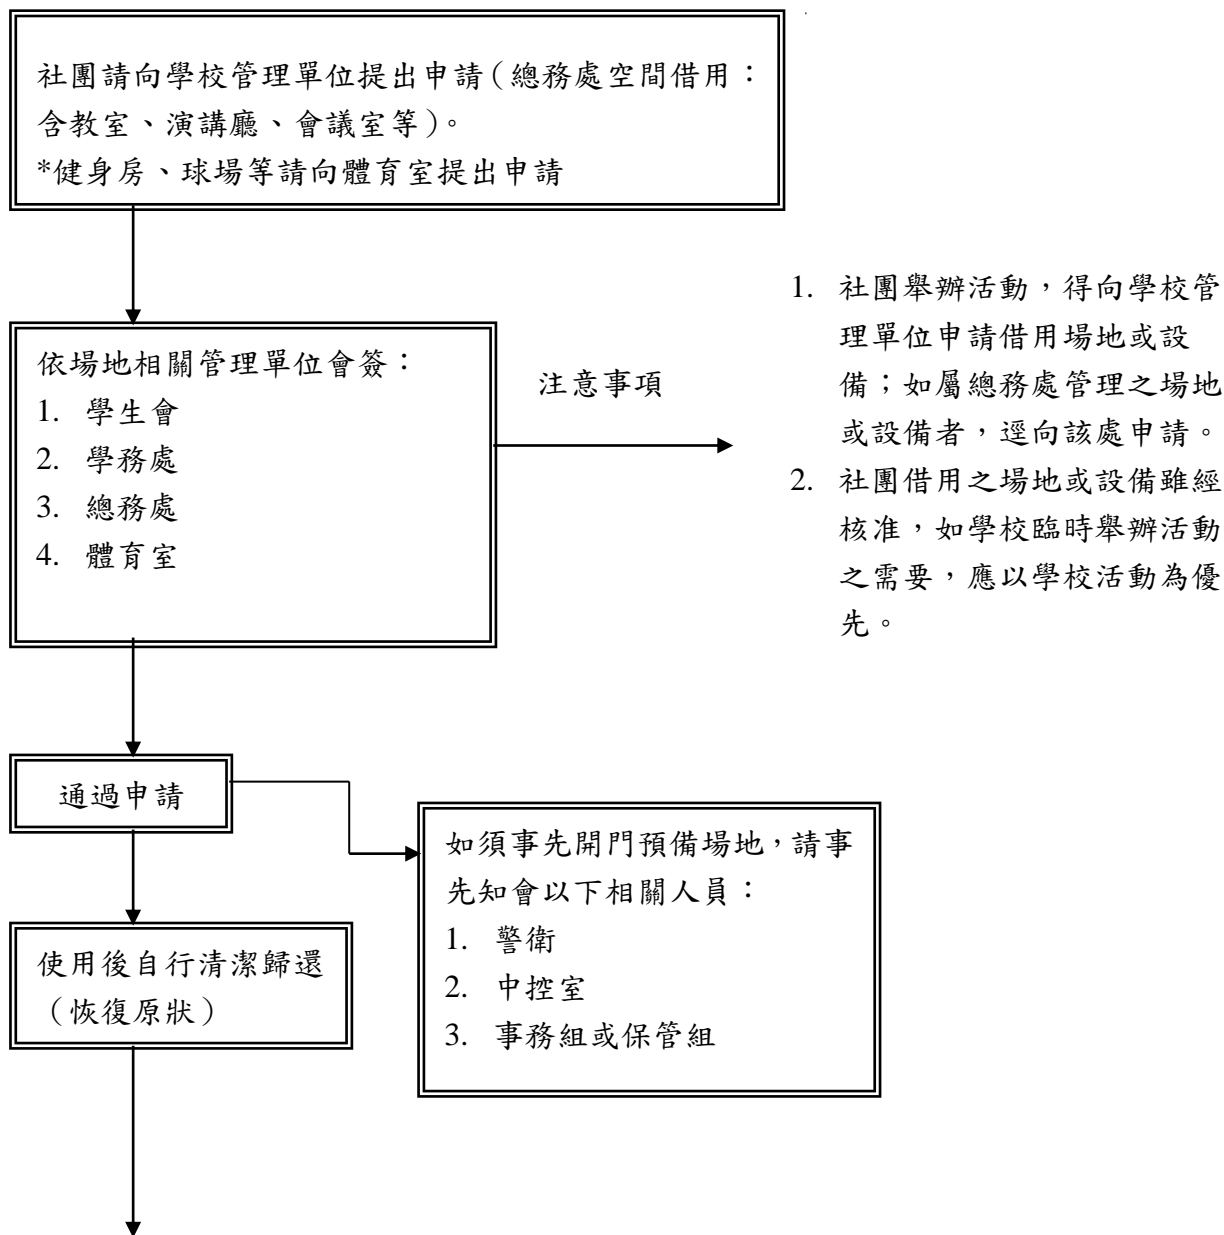 社團請向學校管理單位提出申請（總務處空間借用：
含教室、演講廳、會議室等）。
*健身房、球場等請向體育室提出申請
依場地相關管理單位會簽：
1. 學生會
2. 學務處
3. 總務處
4. 體育室
注意事項
1. 社團舉辦活動，得向學校管
理單位申請借用場地或設
備；如屬總務處管理之場地
或設備者，逕向該處申請。
2. 社團借用之場地或設備雖經
核准，如學校臨時舉辦活動
之需要，應以學校活動為優
先。
通過申請
如須事先開門預備場地，請事
先知會以下相關人員：
1. 警衛
2. 中控室
3. 事務組或保管組
使用後自行清潔歸還
（恢復原狀）